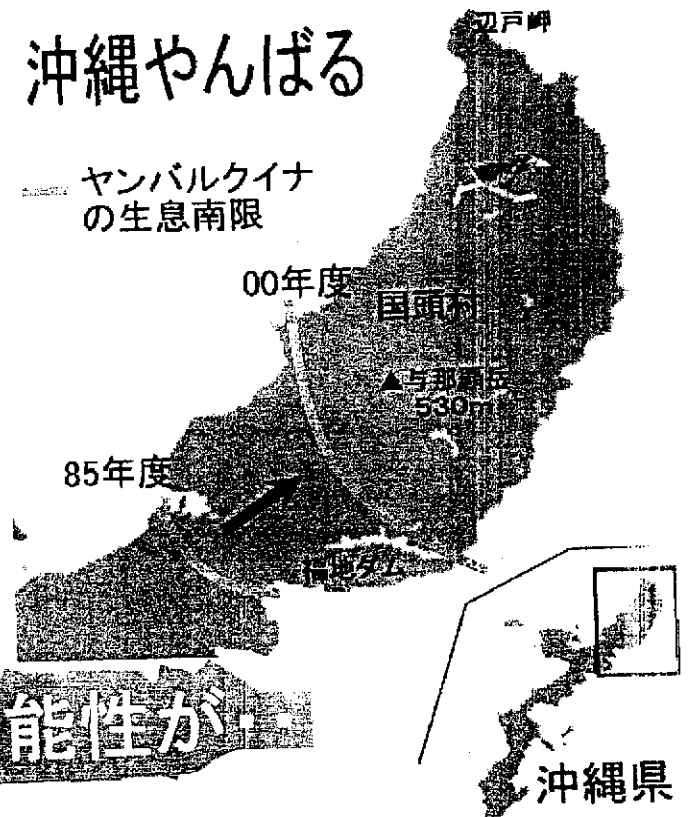 沖縄やんばる
辺戸岬
ヤンバルクイナ
の生息南限
00年度
国頭村
▲与那覇岳
530m
85年度
福地ダム
能性が・・
沖縄県